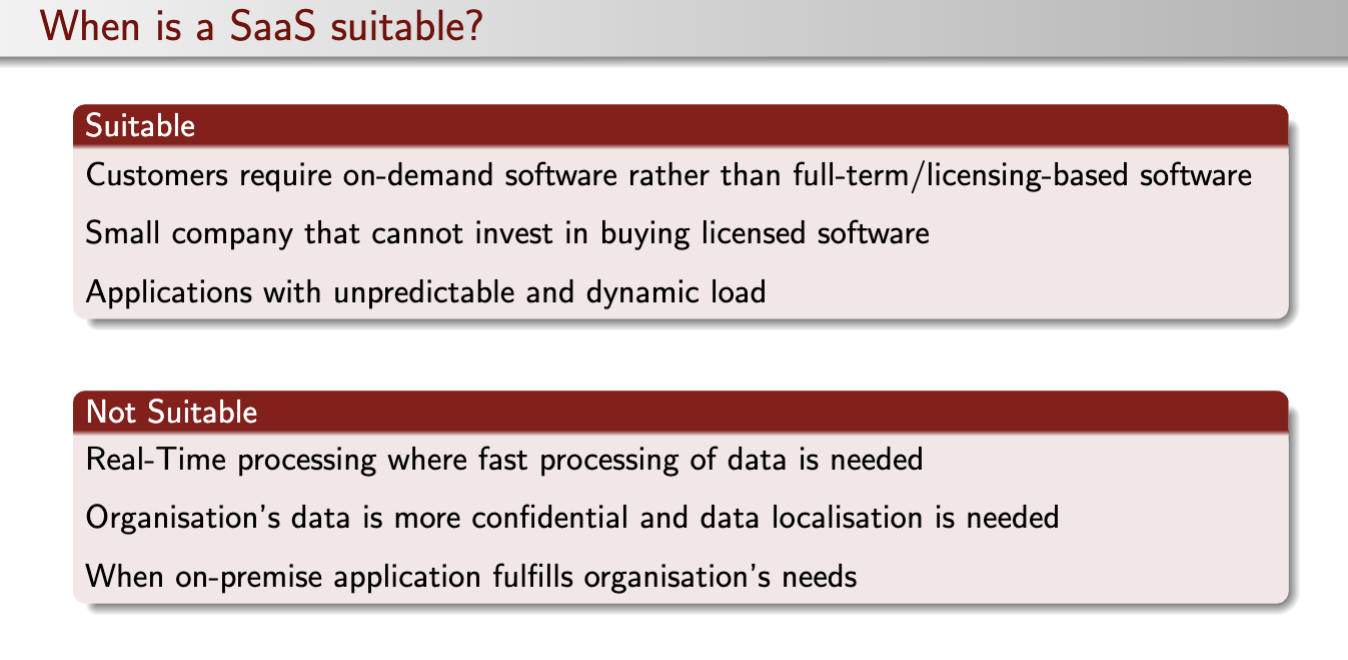 When is a SaaS suitable?
Suitable
Customers require on-demand software rather than full-term/licensing-based software
Small company that cannot invest in buying licensed software
Applications with unpredictable and dynamic load
Not Suitable
Real-Time processing where fast processing of data is needed
Organisation's data is more confidential and data localisation is needed
When on-premise application fulfills organisation's needs